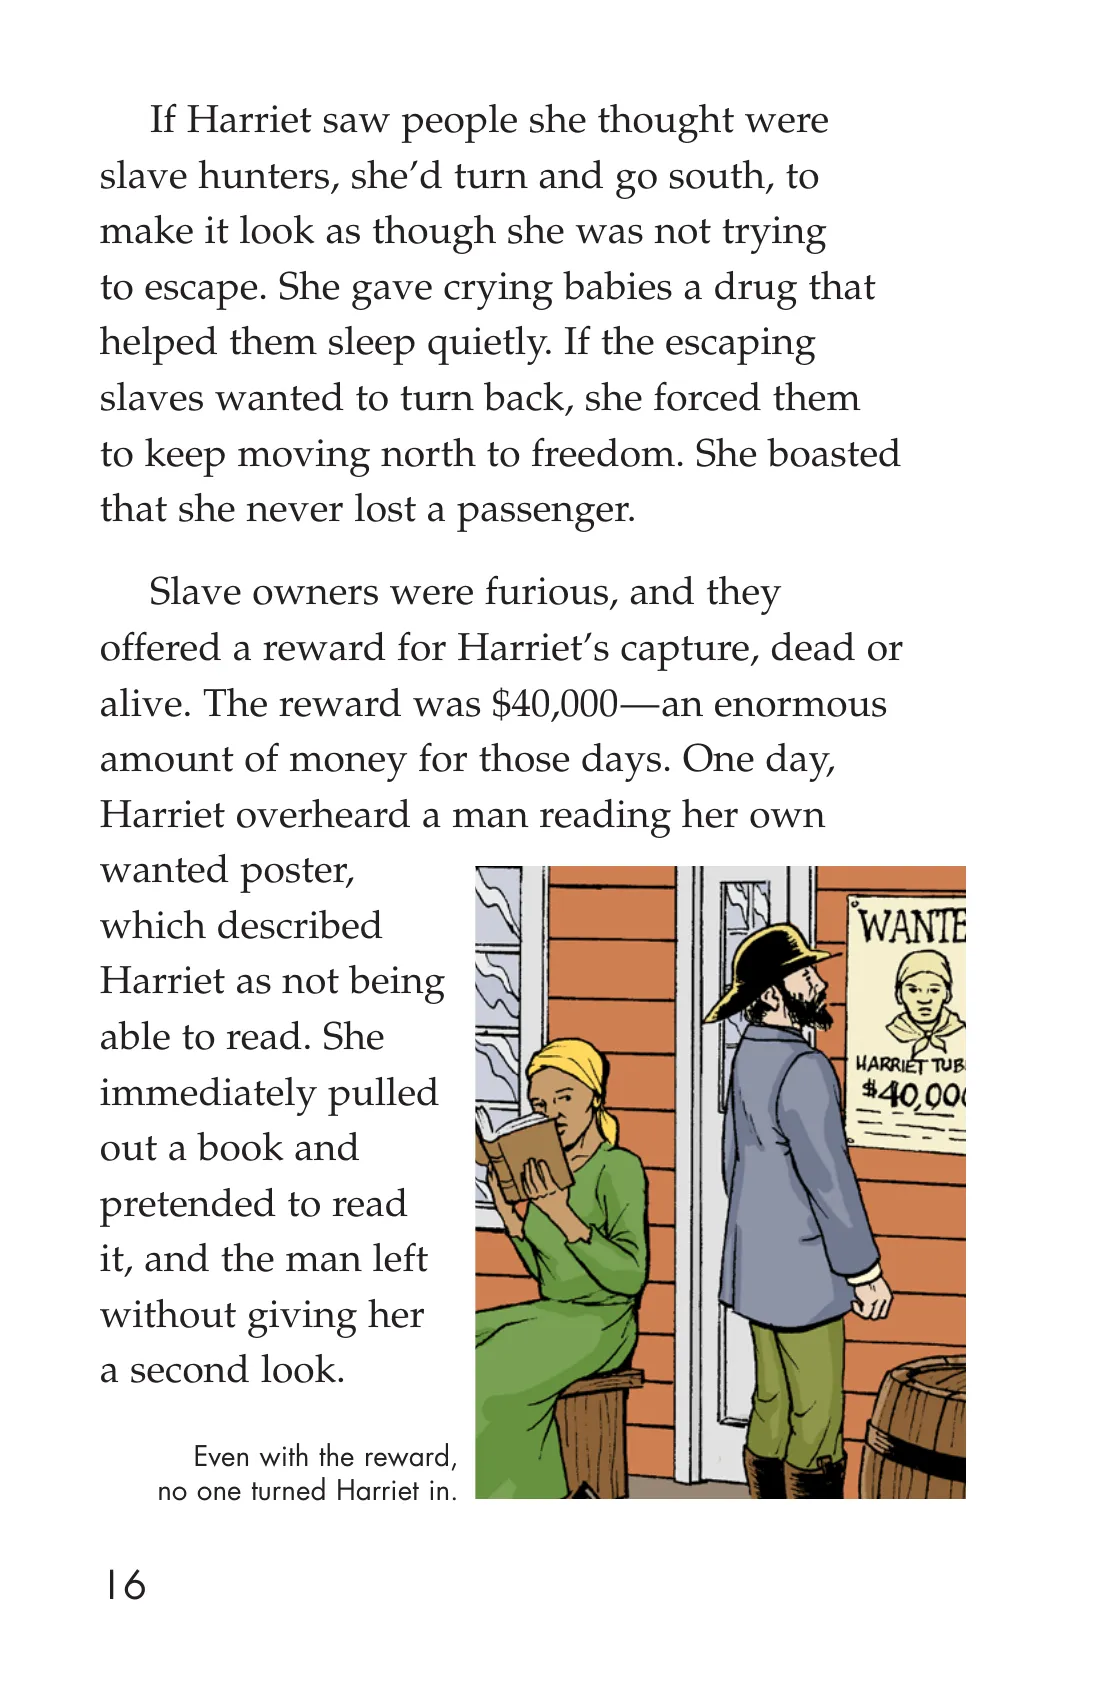 If Harriet saw people she thought were
slave hunters, she’d turn and go south, to
make it look as though she was not trying
to escape. She gave crying babies a drug that
helped them sleep quietly. If the escaping
slaves wanted to turn back, she forced them
to keep moving north to freedom. She boasted
that she never lost a passenger.
Slave owners were furious, and they
offered a reward for Harriet’s capture, dead or
alive. The reward was $40,000—an enormous
amount of money for those days. One day,
Harriet overheard a man reading her own
wanted poster,
which described
Harriet as not being
able to read. She
immediately pulled
out a book and
pretended to read
it, and the man left
without giving her
a second look.
WANTE
HARRIET TUB
$40,000
Even with the reward,
no one turned Harriet in.
16